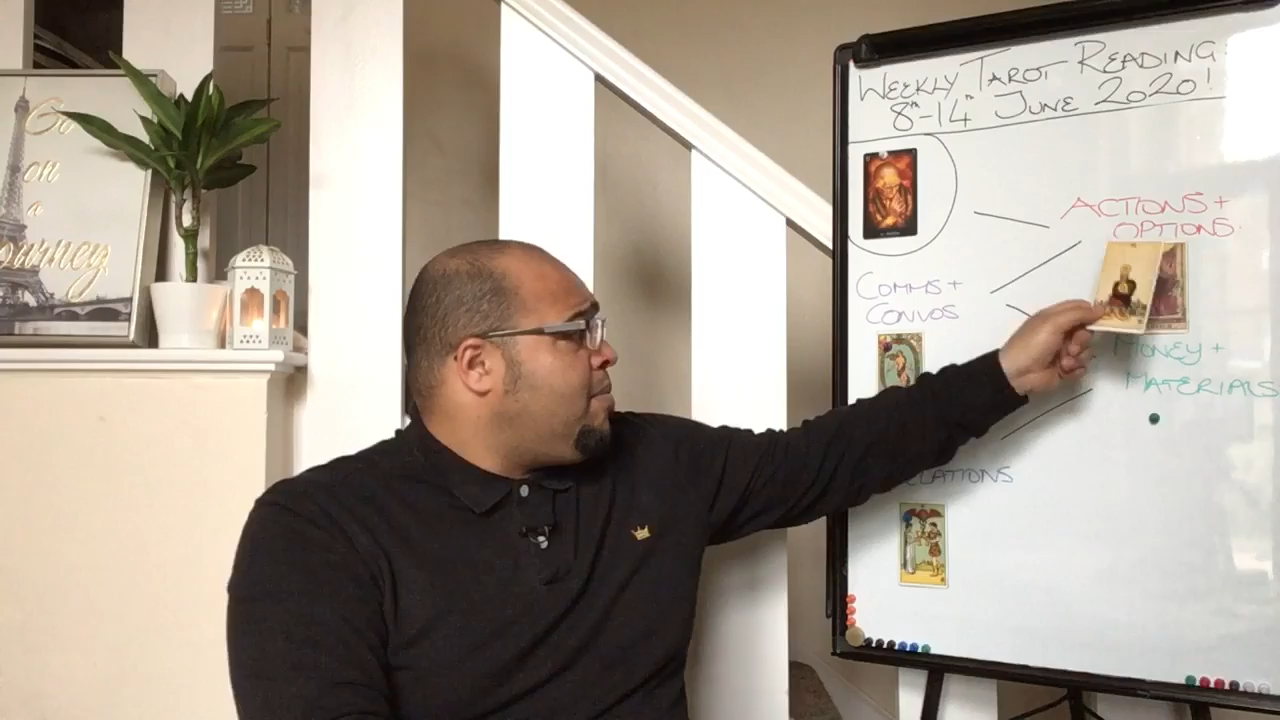 Go
on
a
Journey
WEEKLY TAROT READING
8TH-14TH JUNE 2020!
ACTIONS +
OPTIONS.
COMMS +
CONVOS
MONEY +
MATERIALS